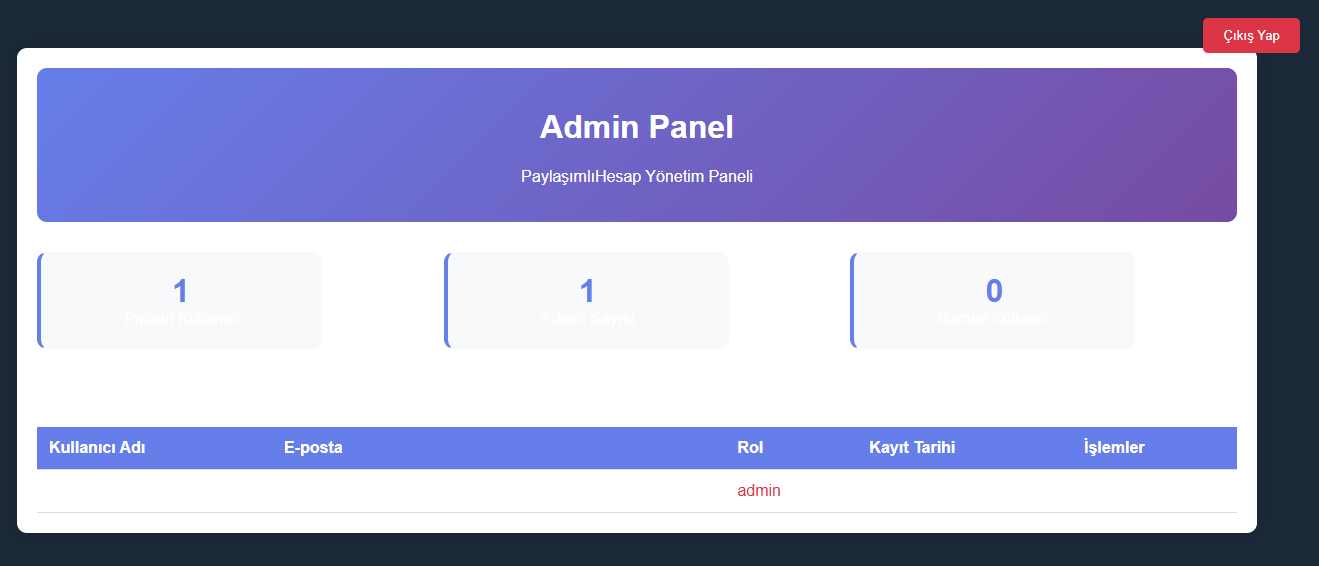 Çıkış Yap
Admin Panel
PaylaşımlıHesap Yönetim Paneli
1
Toplam Kullanıcı
1
Admin Sayısı
0
Normal Kullanıcı
Kullanıcı Adı E-posta Rol Kayıt Tarihi İşlemler
admin